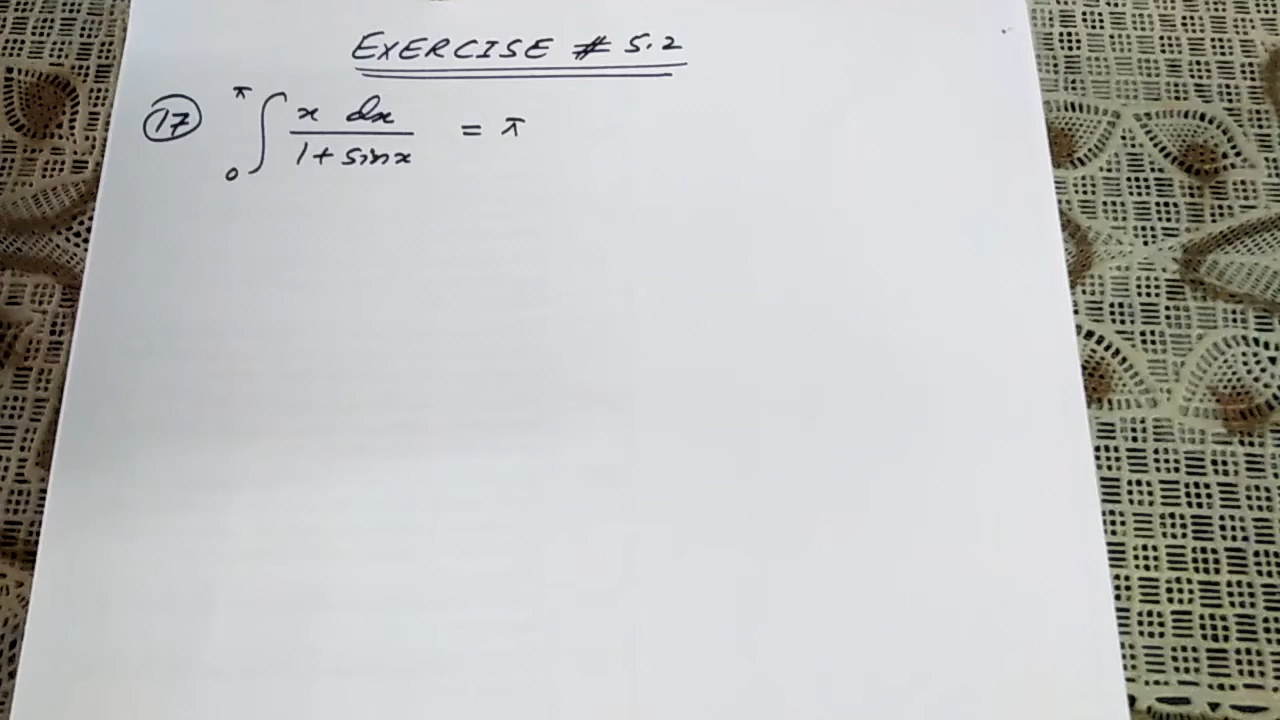 EXERCISE # 5.2
(17) ∫₀^π x dx / (1 + sin x) = π